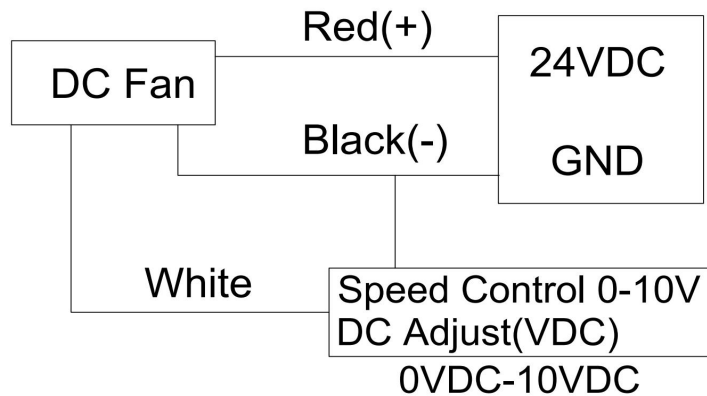 Red(+)
DC Fan
24VDC
Black(-)
GND
White
Speed Control 0-10V
DC Adjust(VDC)
0VDC-10VDC